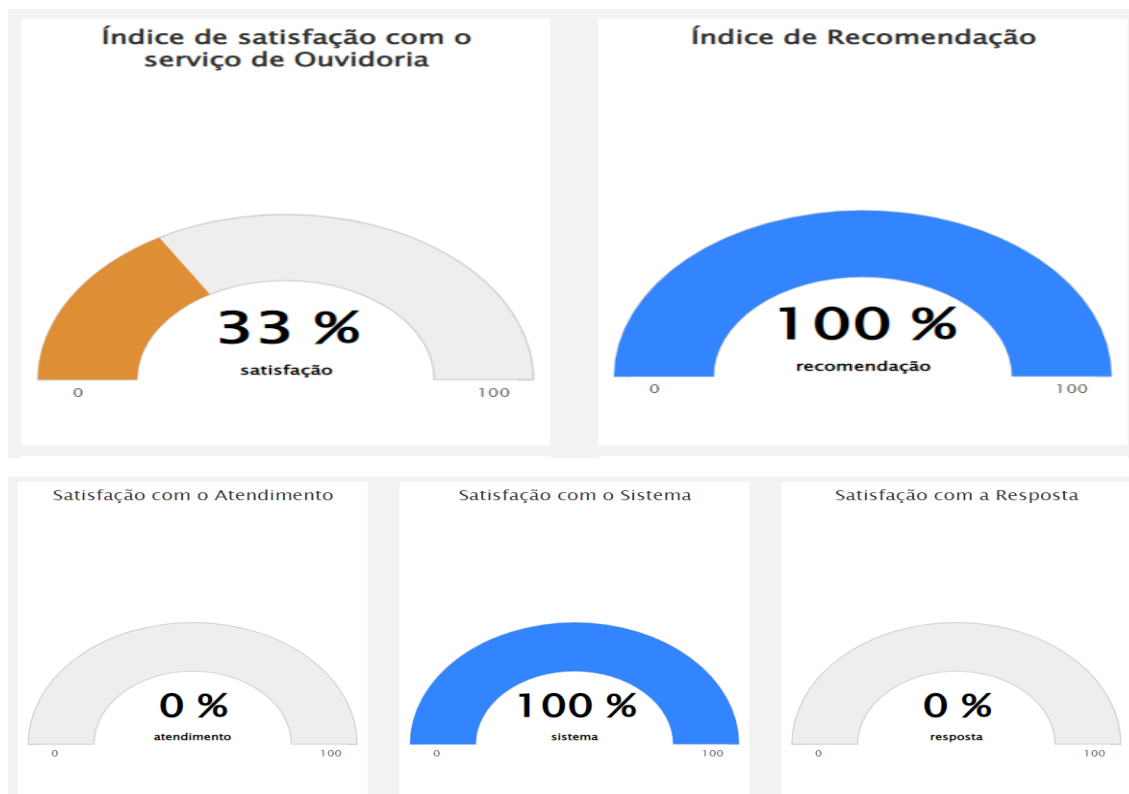 Índice de satisfação com o
serviço de Ouvidoria
33 %
satisfação
0
100
Índice de Recomendação
100 %
recomendação
0
100
Satisfação com o Atendimento
0 %
atendimento
0
100
Satisfação com o Sistema
100 %
sistema
0
100
Satisfação com a Resposta
0 %
resposta
0
100